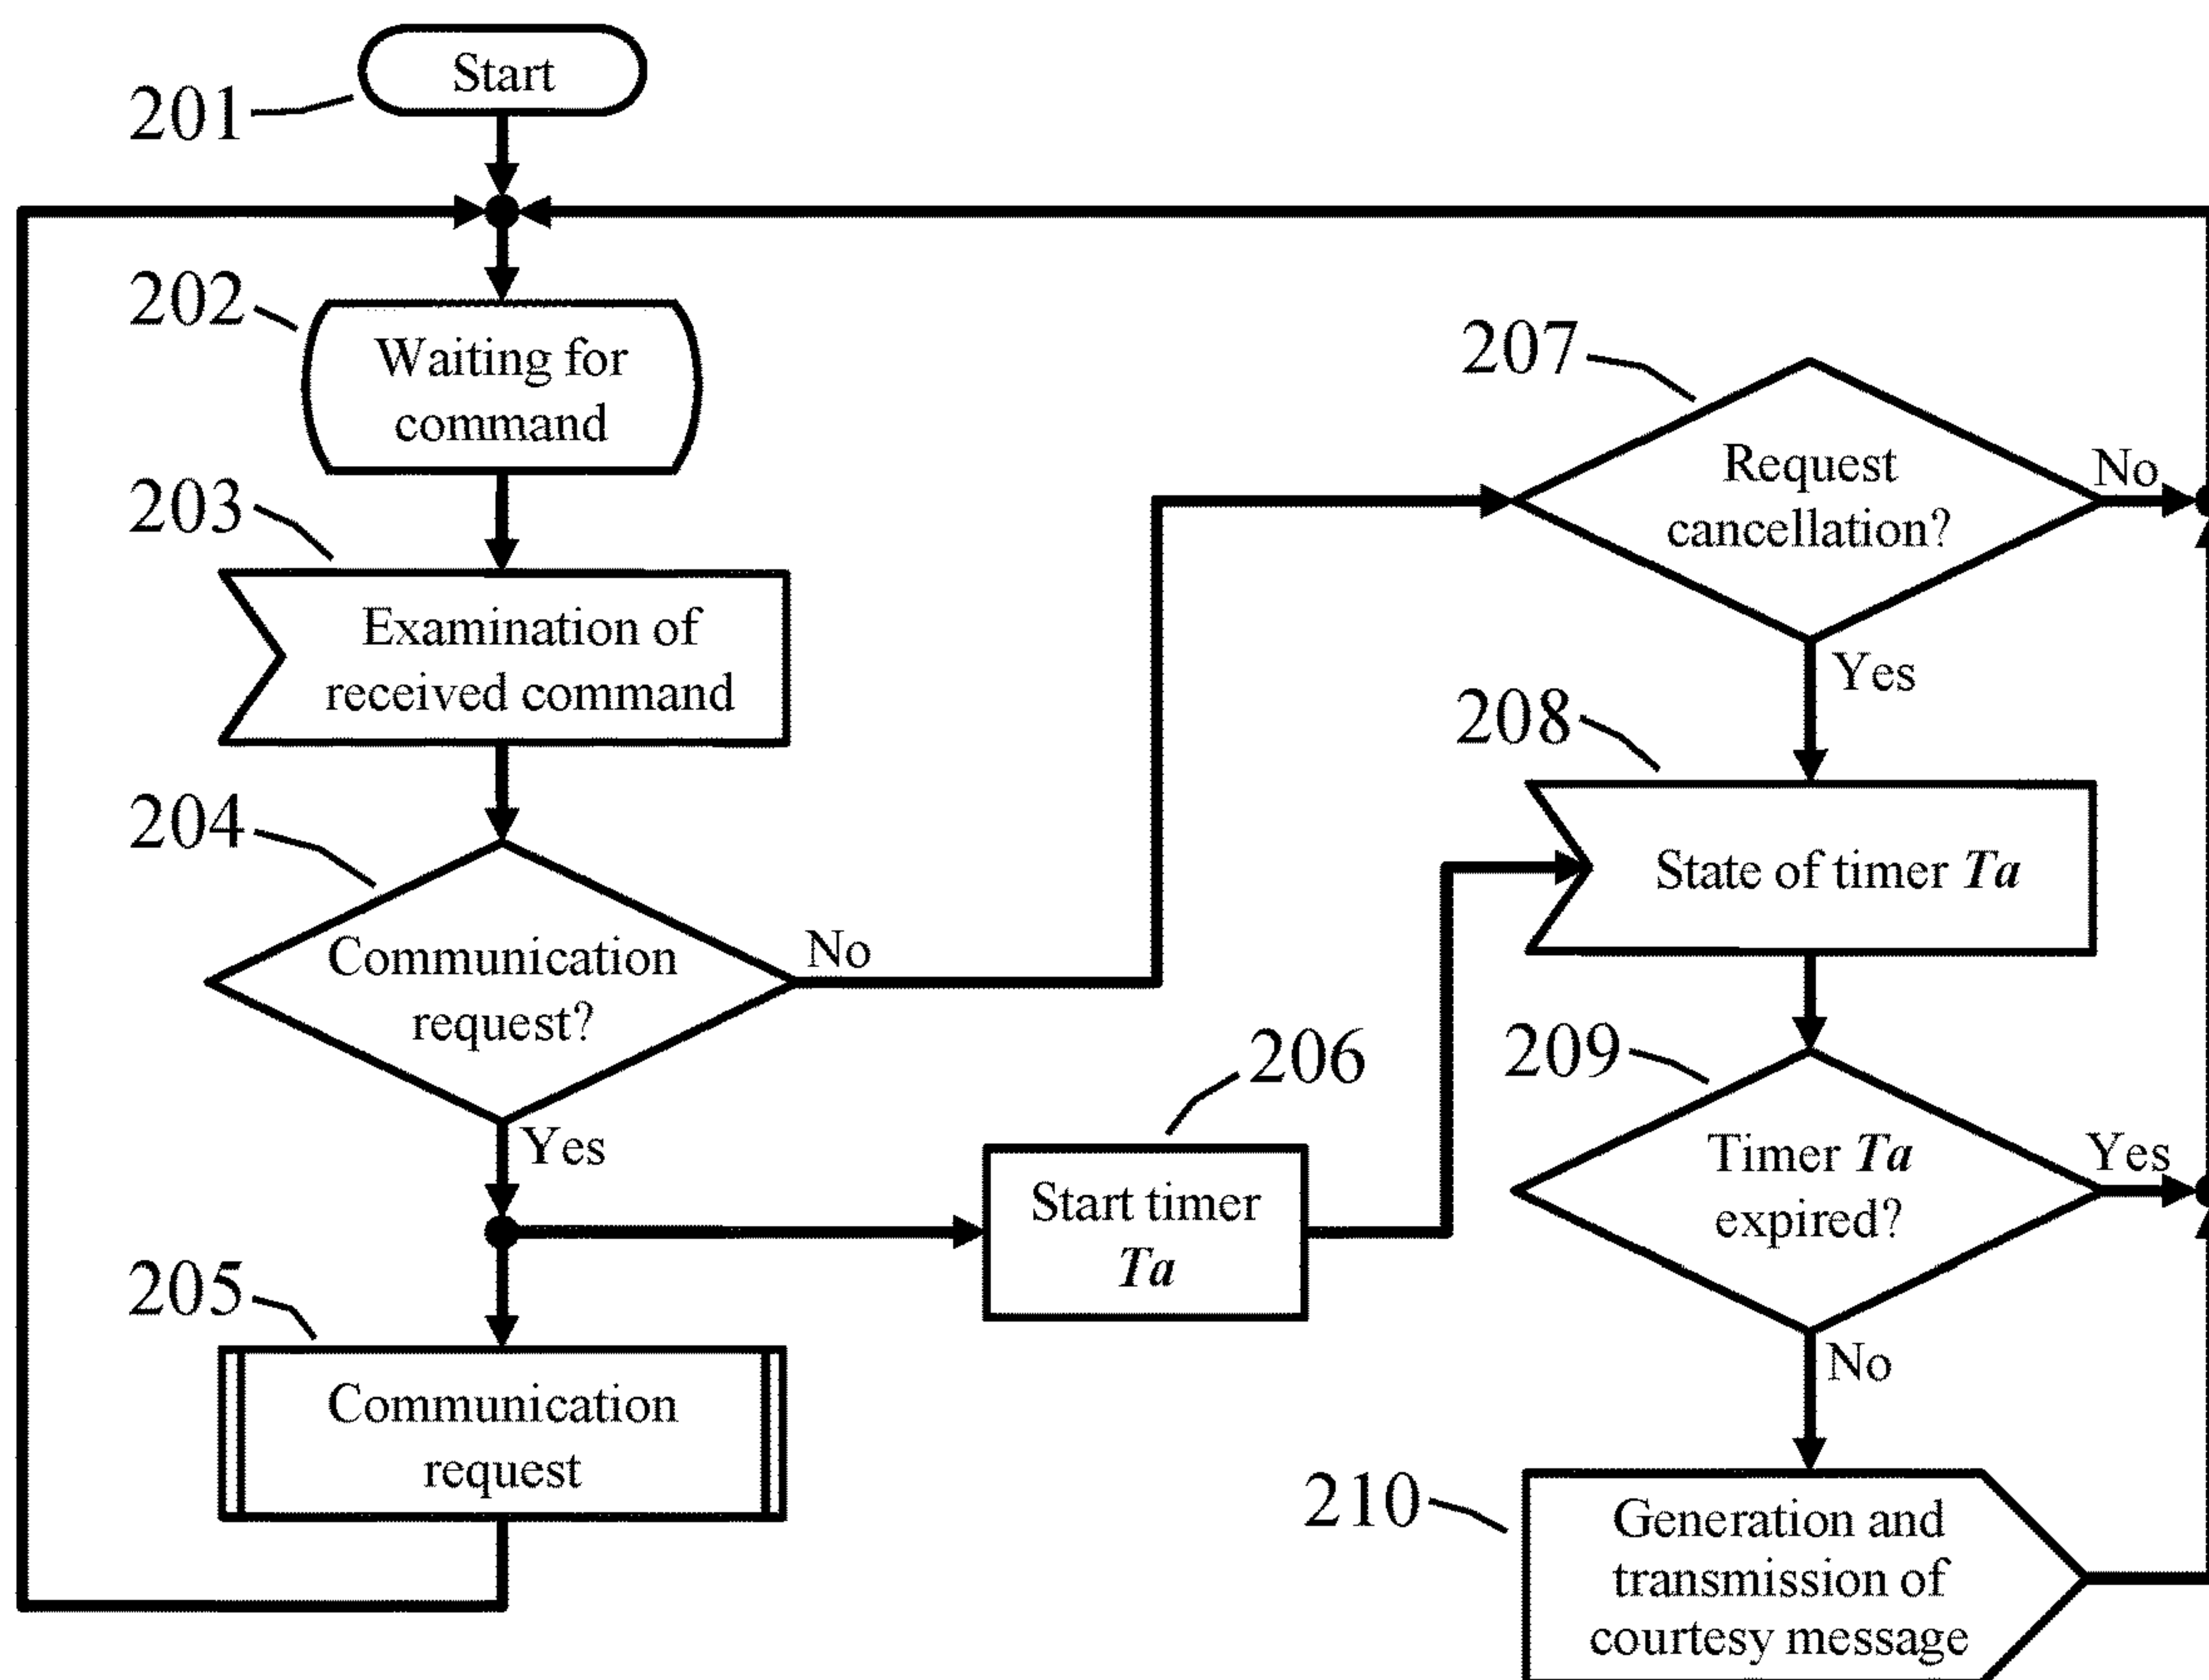 Start
201
202
Waiting for
command
203
Examination of
received command
204
Communication
request?
No
Yes
205
Communication
request
206
Start timer
Ta
207
Request
cancellation?
No
Yes
208
State of timer Ta
209
Timer Ta
expired?
Yes
No
210
Generation and
transmission of
courtesy message